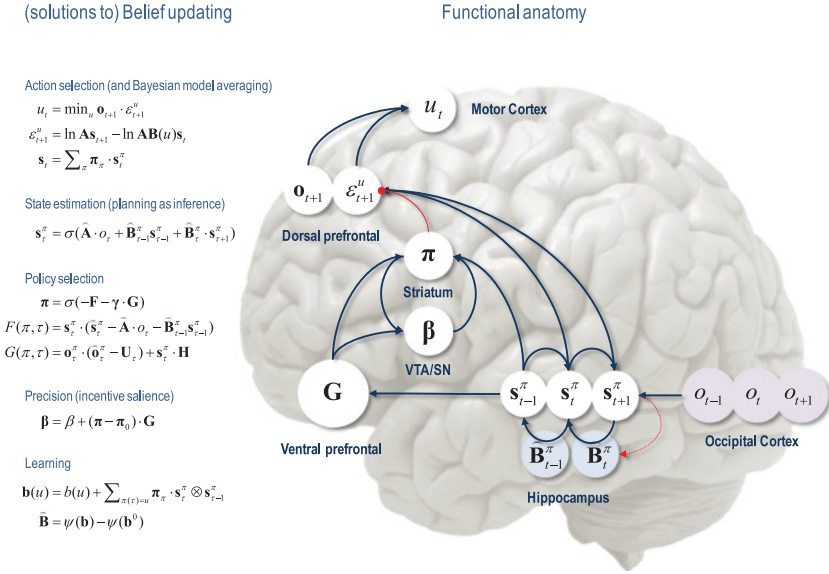 (solutions to) Belief updating
Functional anatomy
Action selection (and Bayesian model averaging)
u_t = min_u 𝐨_{t+1} · ε^u_{t+1}
ε^u_{t+1} = ln 𝐀𝐬_{t+1} − ln 𝐀𝐁(u)𝐬_t
𝐬_t = ∑_π 𝛑_π · 𝐬^π_t
State estimation (planning as inference)
𝐬^π_τ = σ(𝐀̂ · o_τ + 𝐁̂^π_{τ−1} 𝐬^π_{τ−1} + 𝐁̂^π_τ · 𝐬^π_{τ+1})
Policy selection
𝛑 = σ(−𝐅 − 𝛄 · 𝐆)
F(π,τ) = 𝐬^π_τ · (𝐬̂^π_τ − 𝐀̂ · o_τ − 𝐁̂^π_{τ−1} 𝐬^π_{τ−1})
G(π,τ) = 𝐨^π_τ · (𝐨̂^π_τ − 𝐔_τ) + 𝐬^π_τ · 𝐇
Precision (incentive salience)
𝛃 = β + (𝛑 − 𝛑_0) · 𝐆
Learning
𝐛(u) = b(u) + ∑_{π(τ)=u} 𝛑_π · 𝐬^π_τ ⊗ 𝐬^π_{τ−1}
𝐁̂ = ψ(𝐛) − ψ(𝐛^0)
u_t
Motor Cortex
𝐨_{t+1}
ε^u_{t+1}
Dorsal prefrontal
𝛑
Striatum
𝛃
VTA/SN
𝐆
Ventral prefrontal
𝐬^π_{t−1}
𝐬^π_t
𝐬^π_{t+1}
o_{t−1}
o_t
o_{t+1}
Occipital Cortex
𝐁^π_{t−1}
𝐁^π_t
Hippocampus